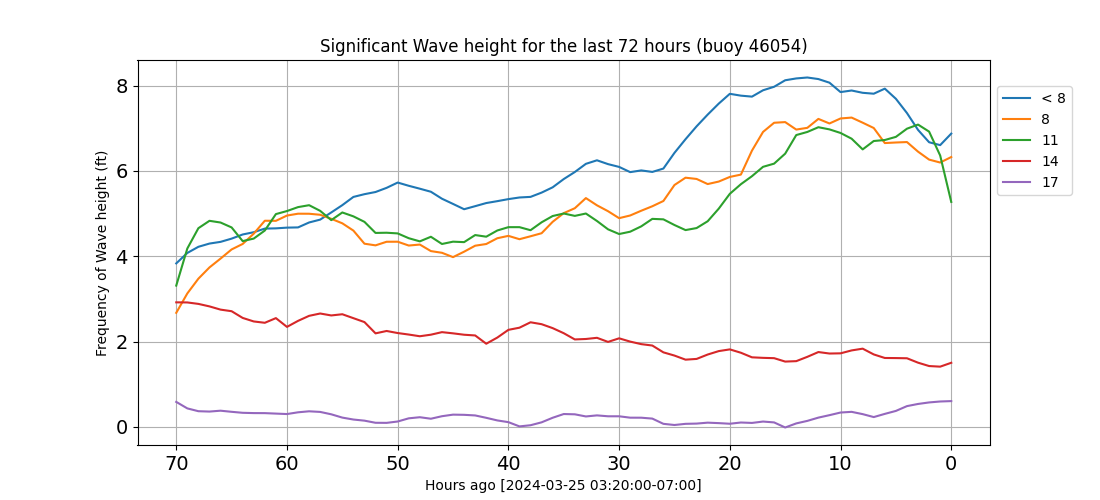 Significant Wave height for the last 72 hours (buoy 46054)
Frequency of Wave height (ft)
8
6
4
2
0
70 60 50 40 30 20 10 0
Hours ago [2024-03-25 03:20:00-07:00]
< 8
8
11
14
17